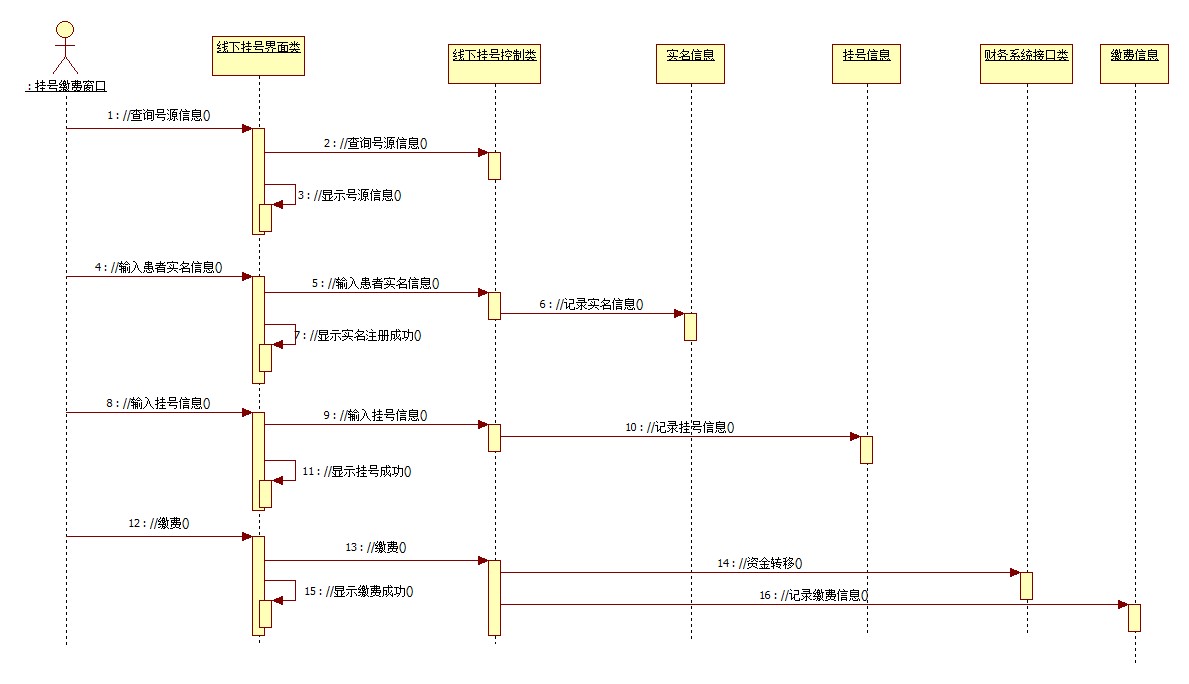 线下挂号界面类
线下挂号控制类
实名信息
挂号信息
财务系统接口类
缴费信息
: 挂号缴费窗口
1 : //查询号源信息()
2 : //查询号源信息()
3 : //显示号源信息()
4 : //输入患者实名信息()
5 : //输入患者实名信息()
6 : //记录实名信息()
7 : //显示实名注册成功()
8 : //输入挂号信息()
9 : //输入挂号信息()
10 : //记录挂号信息()
11 : //显示挂号成功()
12 : //缴费()
13 : //缴费()
14 : //资金转移()
15 : //显示缴费成功()
16 : //记录缴费信息()